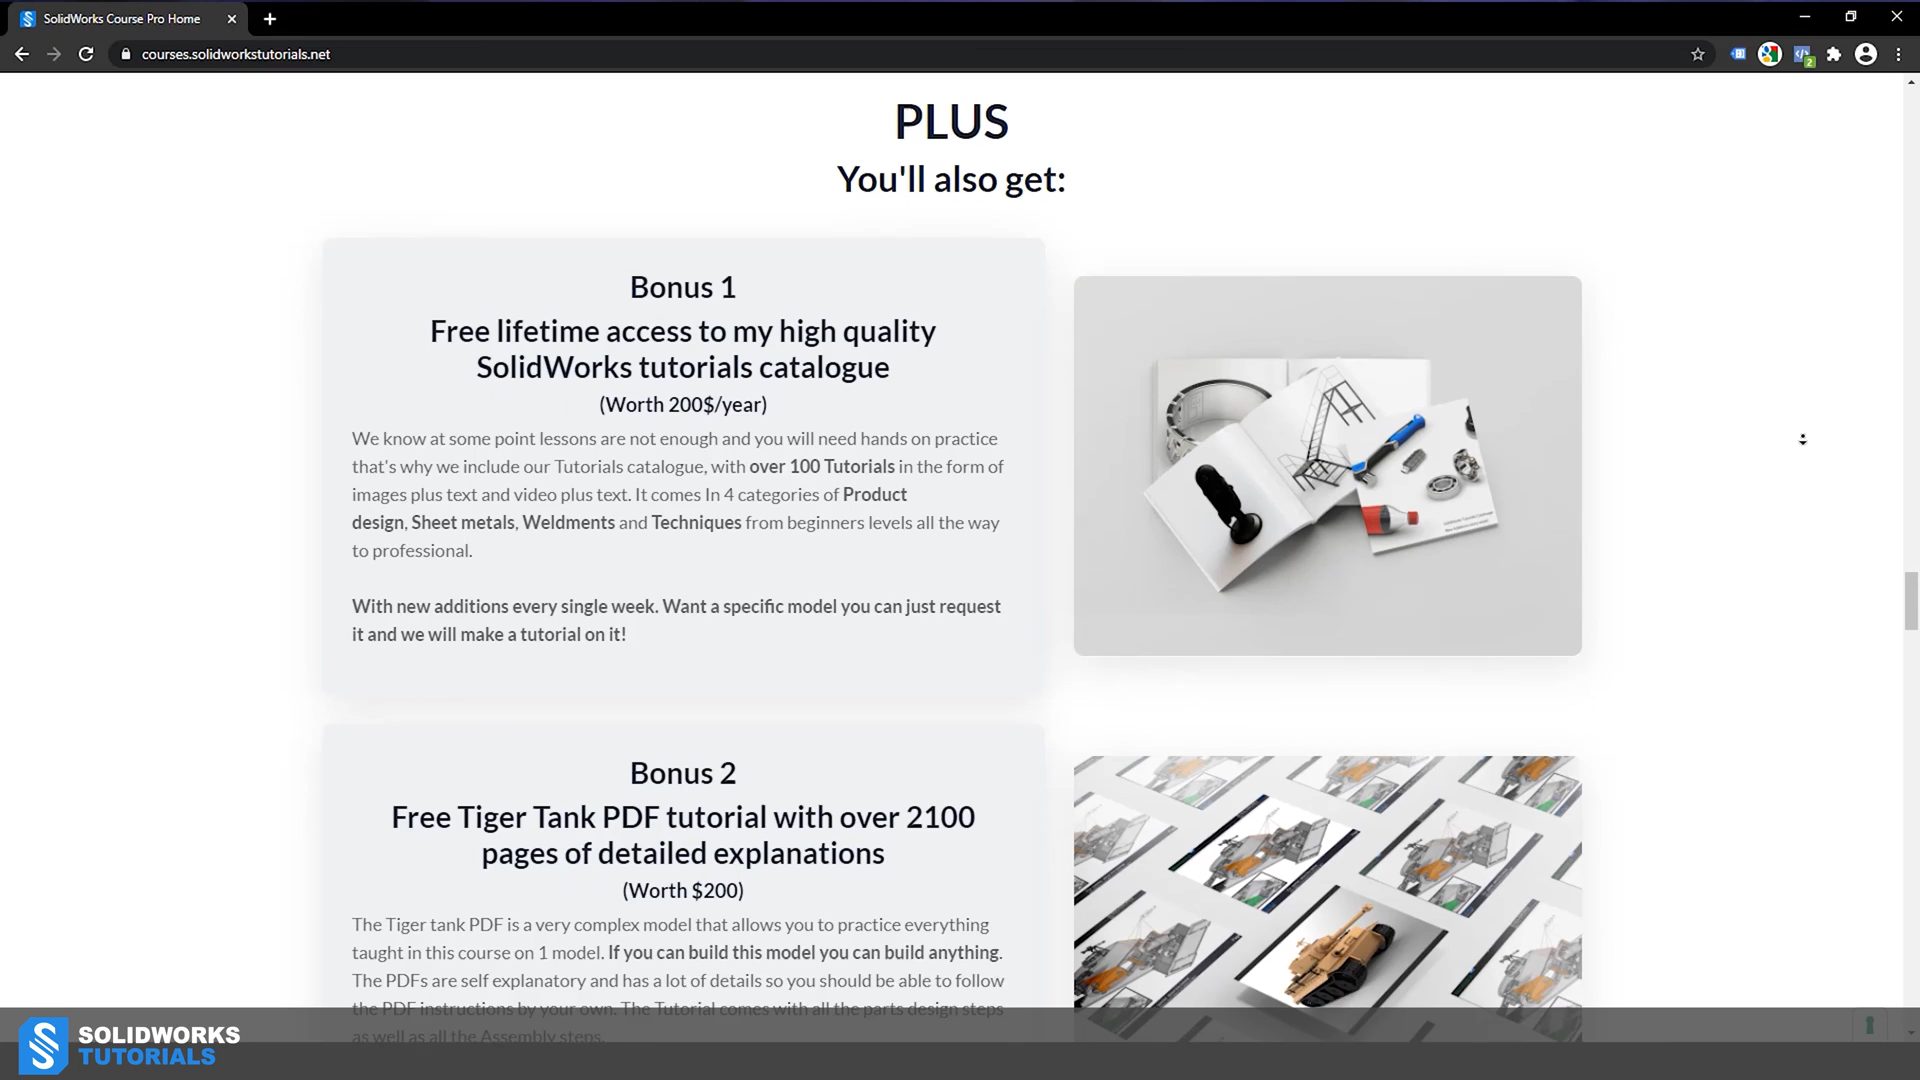 SolidWorks Course Pro Home
courses.solidworkstutorials.net
2
PLUS
You'll also get:
Bonus 1
Free lifetime access to my high quality
SolidWorks tutorials catalogue
(Worth 200$/year)
We know at some point lessons are not enough and you will need hands on practice
that's why we include our Tutorials catalogue, with over 100 Tutorials in the form of
images plus text and video plus text. It comes In 4 categories of Product
design, Sheet metals, Weldments and Techniques from beginners levels all the way
to professional.
With new additions every single week. Want a specific model you can just request
it and we will make a tutorial on it!
Bonus 2
Free Tiger Tank PDF tutorial with over 2100
pages of detailed explanations
(Worth $200)
The Tiger tank PDF is a very complex model that allows you to practice everything
taught in this course on 1 model. If you can build this model you can build anything.
The PDFs are self explanatory and has a lot of details so you should be able to follow
the PDF instructions by your own. The Tutorial comes with all the parts design steps
as well as all the Assembly steps.
SOLIDWORKS
TUTORIALS